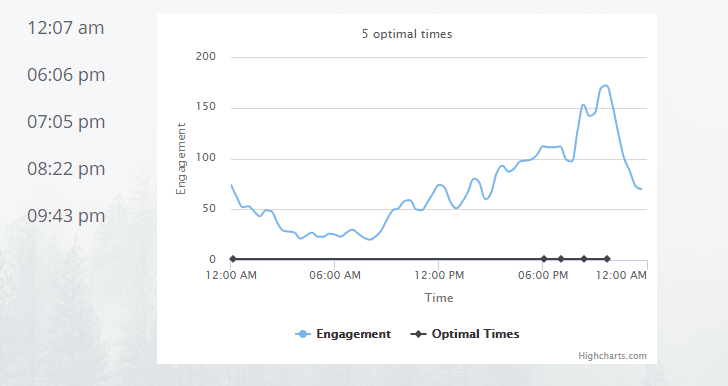 12:07 am
06:06 pm
07:05 pm
08:22 pm
09:43 pm
5 optimal times
200
150
100
50
0
Engagement
12:00 AM 06:00 AM 12:00 PM 06:00 PM 12:00 AM
Time
Engagement Optimal Times
Highcharts.com